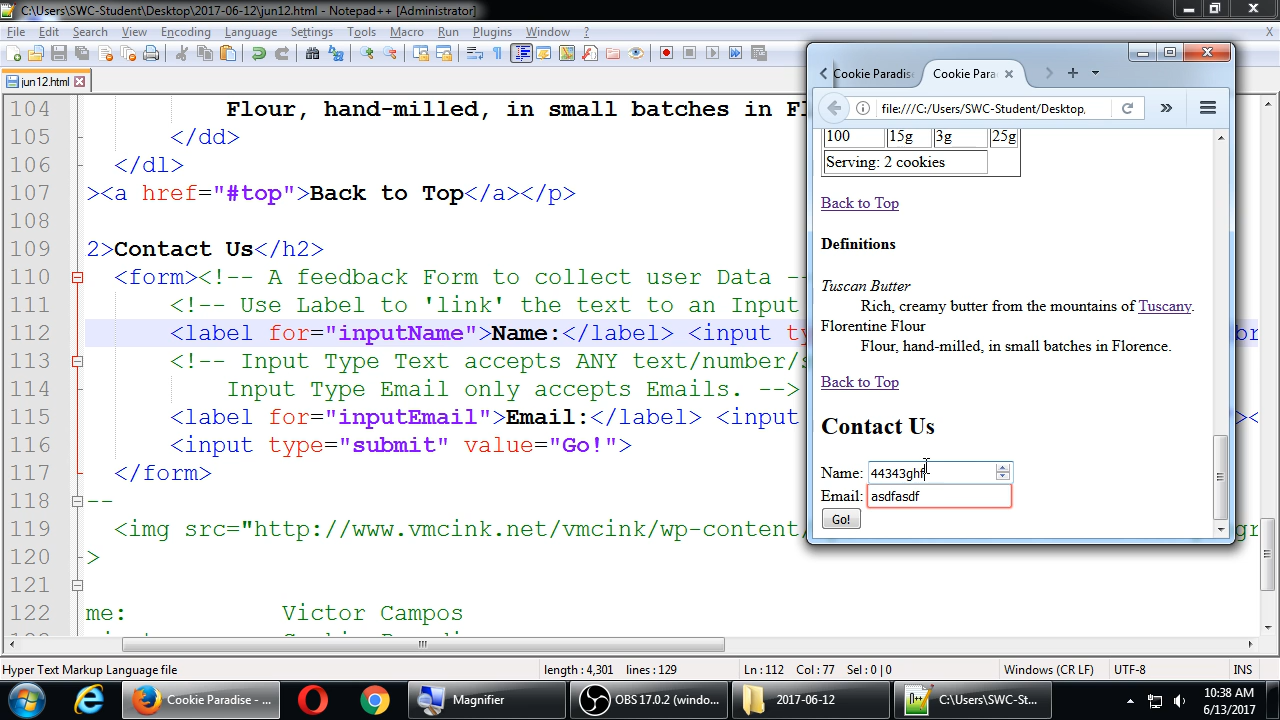 C:\Users\SWC-Student\Desktop\2017-06-12\jun12.html - Notepad++ [Administrator]
File Edit Search View Encoding Language Settings Tools Macro Run Plugins Window ?
X
jun12.html
104 Flour, hand-milled, in small batches in Fl
105 </dd>
106 </dl>
107 ><a href="#top">Back to Top</a></p>
108
109 2>Contact Us</h2>
110 <form><!-- A feedback Form to collect user Data --
111 <!-- Use Label to 'link' the text to an Input
112 <label for="inputName">Name:</label> <input ty
113 <!-- Input Type Text accepts ANY text/number/s
114 Input Type Email only accepts Emails. -->
115 <label for="inputEmail">Email:</label> <input
116 <input type="submit" value="Go!">
117 </form>
118 --
119 <img src="http://www.vmcink.net/vmcink/wp-content/
120 >
121
122 me: Victor Campos
Cookie Paradis
Cookie Para
file:///C:/Users/SWC-Student/Desktop,
100 15g 3g 25g
Serving: 2 cookies
Back to Top
Definitions
Tuscan Butter
Rich, creamy butter from the mountains of Tuscany.
Florentine Flour
Flour, hand-milled, in small batches in Florence.
Back to Top
Contact Us
Name: 44343ghf
Email: asdfasdf
Go!
br
><
gr
Hyper Text Markup Language file length : 4,301 lines : 129 Ln : 112 Col : 77 Sel : 0 | 0 Windows (CR LF) UTF-8 INS
Cookie Paradise - ... Magnifier OBS 17.0.2 (windo... 2017-06-12 C:\Users\SWC-St...
10:38 AM
6/13/2017